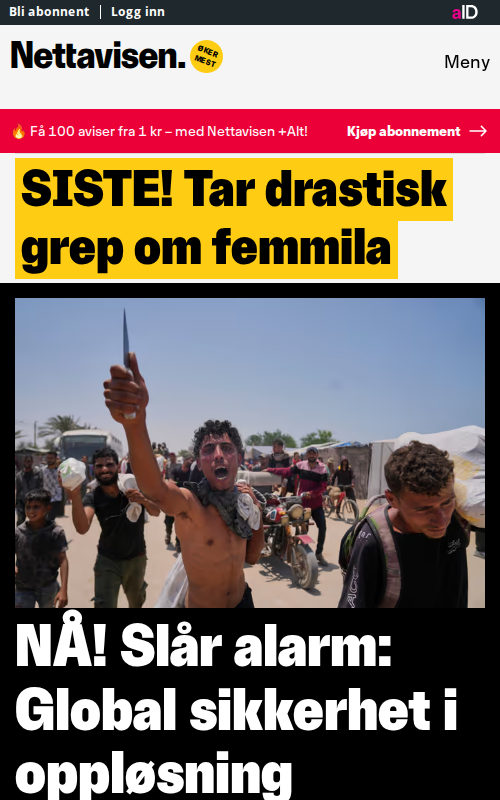 Bli abonnent
Logg inn
aID
Nettavisen.
ØKER
MEST
Meny
🔥 Få 100 aviser fra 1 kr – med Nettavisen +Alt!
Kjøp abonnement →
SISTE! Tar drastisk
grep om femmila
NÅ! Slår alarm:
Global sikkerhet i
oppløsning